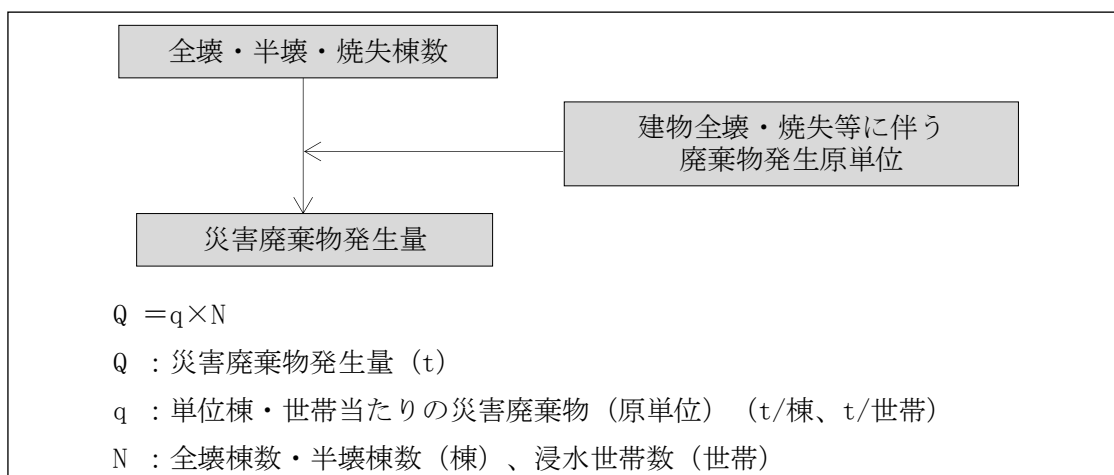 全壊・半壊・焼失棟数
建物全壊・焼失等に伴う
廃棄物発生原単位
災害廃棄物発生量
Q ＝q×N
Q ：災害廃棄物発生量（t）
q ：単位棟・世帯当たりの災害廃棄物（原単位）（t/棟、t/世帯）
N ：全壊棟数・半壊棟数（棟）、浸水世帯数（世帯）